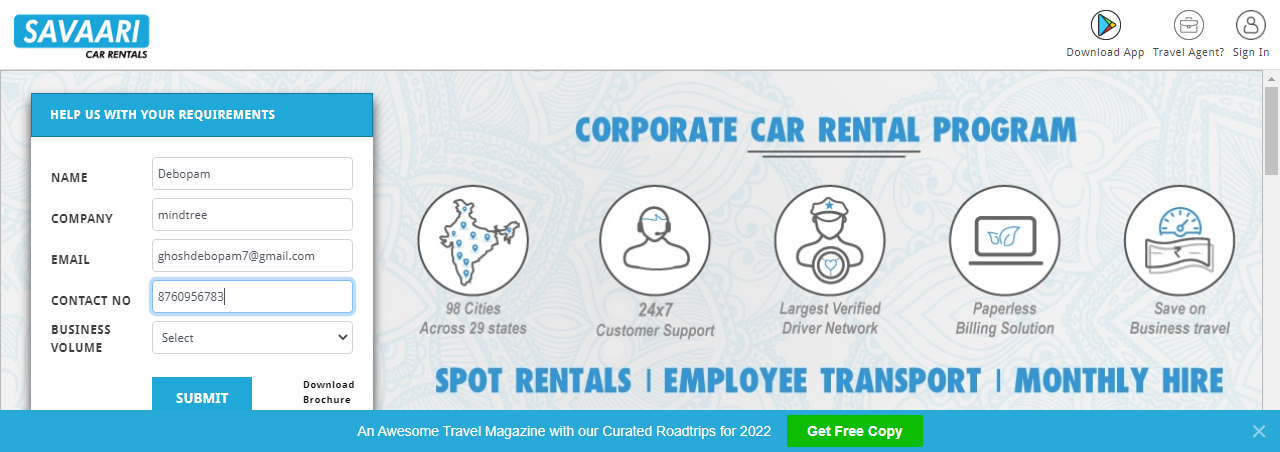 SAVAARI
CAR RENTALS
Download App
Travel Agent?
Sign In
HELP US WITH YOUR REQUIREMENTS
NAME
Debopam
COMPANY
mindtree
EMAIL
ghoshdebopam7@gmail.com
CONTACT NO
8760956783
BUSINESS
VOLUME
Select
SUBMIT
Download
Brochure
CORPORATE CAR RENTAL PROGRAM
98 Cities
Across 29 states
24x7
Customer Support
Largest Verified
Driver Network
Paperless
Billing Solution
₹
Save on
Business travel
SPOT RENTALS | EMPLOYEE TRANSPORT | MONTHLY HIRE
An Awesome Travel Magazine with our Curated Roadtrips for 2022
Get Free Copy